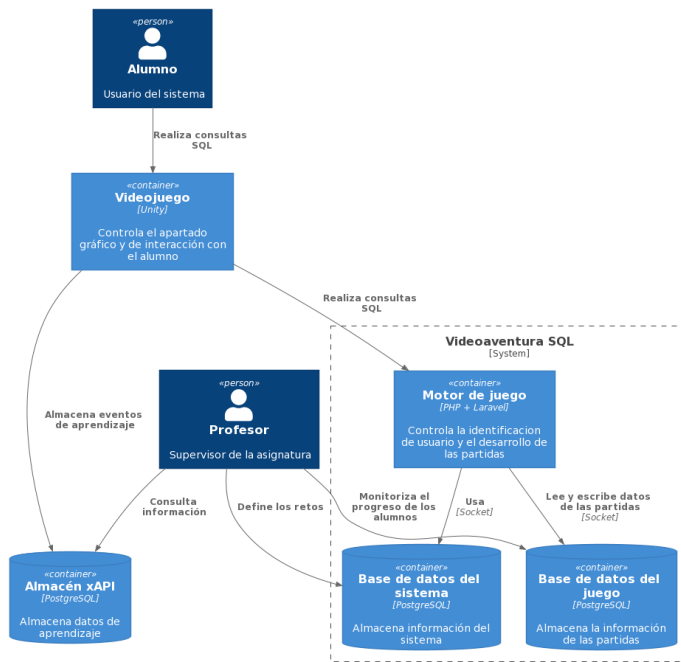 «person»
Alumno
Usuario del sistema
Realiza consultas
SQL
«container»
Videojuego
[Unity]
Controla el apartado
gráfico y de interacción con
el alumno
Realiza consultas
SQL
Videoaventura SQL
[System]
«container»
Motor de juego
[PHP + Laravel]
Controla la identificacion
de usuario y el desarrollo de
las partidas
«person»
Profesor
Supervisor de la asignatura
Almacena eventos
de aprendizaje
Consulta
información
Define los retos
Monitoriza el
progreso de los
alumnos
Usa
[Socket]
Lee y escribe datos
de las partidas
[Socket]
«container»
Almacén xAPI
[PostgreSQL]
Almacena datos de
aprendizaje
«container»
Base de datos del
sistema
[PostgreSQL]
Almacena información del
sistema
«container»
Base de datos del
juego
[PostgreSQL]
Almacena la información
de las partidas